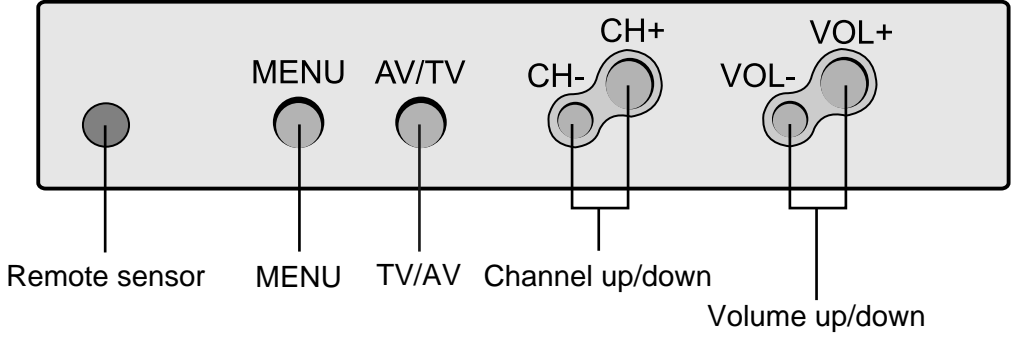 CH+
VOL+
MENU
AV/TV
CH-
VOL-
Remote sensor
MENU
TV/AV
Channel up/down
Volume up/down